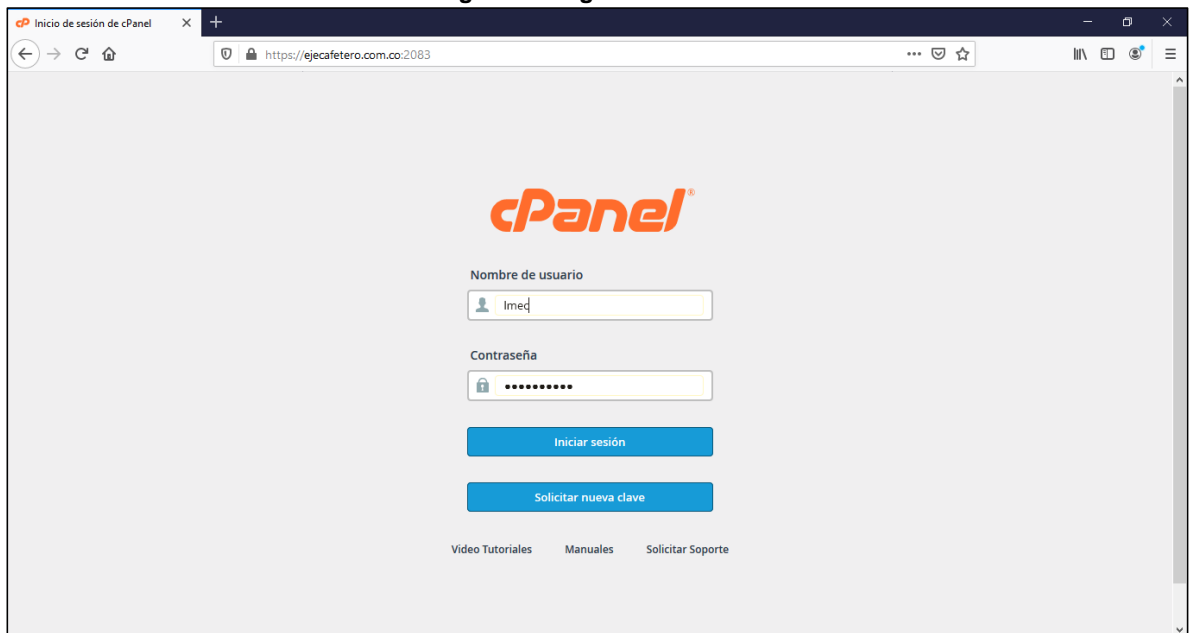 Inicio de sesión de cPanel
https://ejecafetero.com.co:2083
cPanel®
Nombre de usuario
Imec
Contraseña
Iniciar sesión
Solicitar nueva clave
Video Tutoriales Manuales Solicitar Soporte